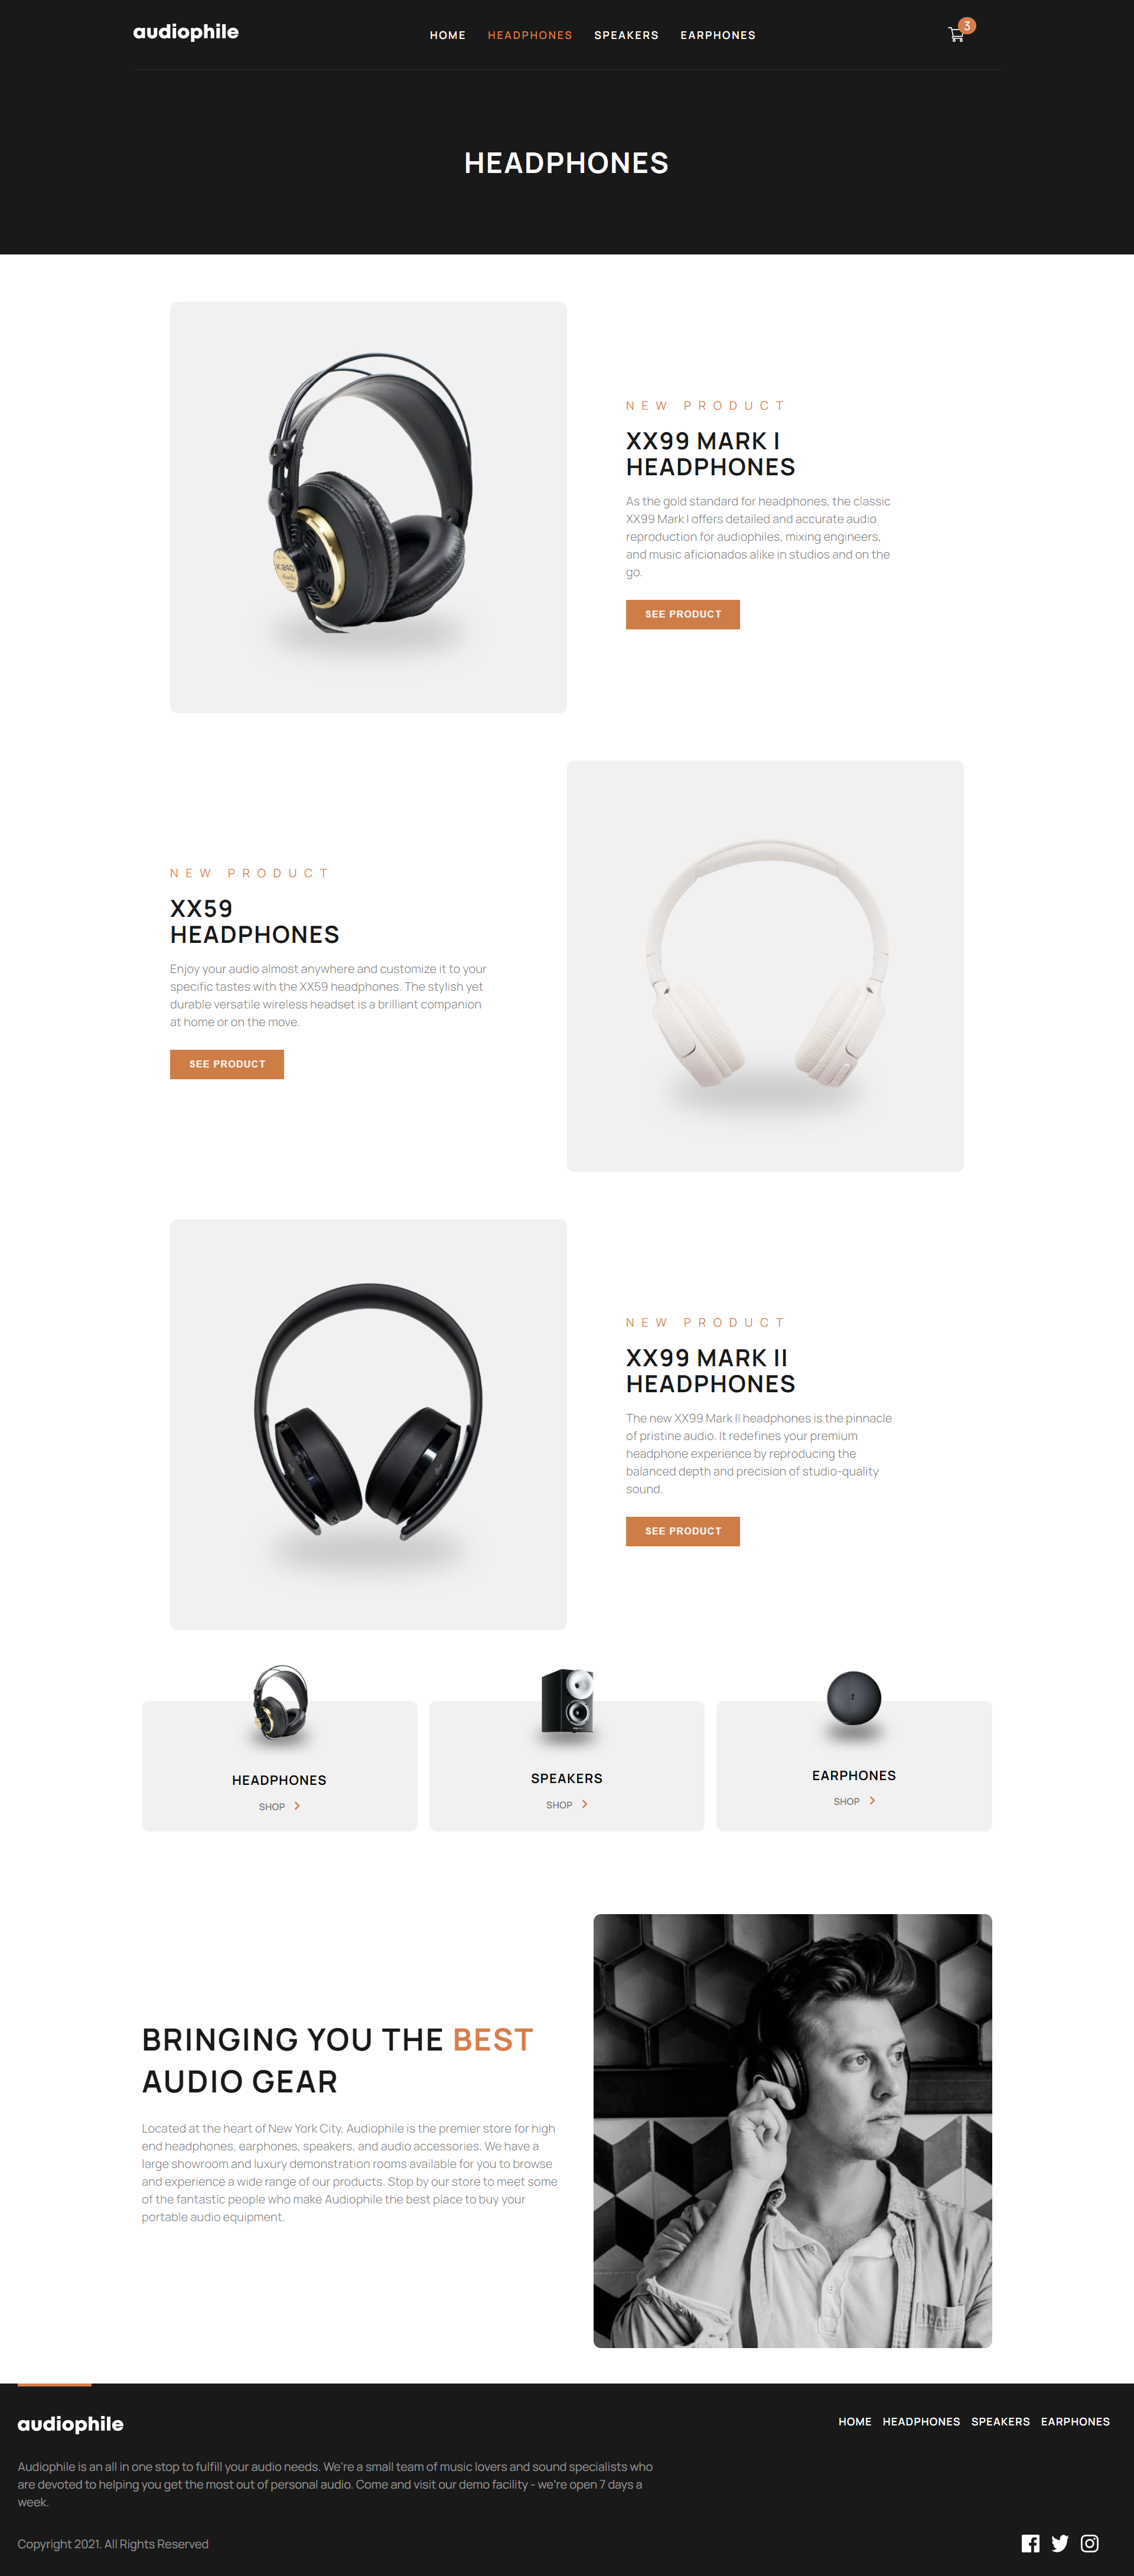 audiophile
HOME HEADPHONES SPEAKERS EARPHONES
3
HEADPHONES
NEW PRODUCT
XX99 MARK I
HEADPHONES
As the gold standard for headphones, the classic
XX99 Mark I offers detailed and accurate audio
reproduction for audiophiles, mixing engineers,
and music aficionados alike in studios and on the
go.
SEE PRODUCT
K240
NEW PRODUCT
XX59
HEADPHONES
Enjoy your audio almost anywhere and customize it to your
specific tastes with the XX59 headphones. The stylish yet
durable versatile wireless headset is a brilliant companion
at home or on the move.
SEE PRODUCT
NEW PRODUCT
XX99 MARK II
HEADPHONES
The new XX99 Mark II headphones is the pinnacle
of pristine audio. It redefines your premium
headphone experience by reproducing the
balanced depth and precision of studio-quality
sound.
SEE PRODUCT
HEADPHONES
SHOP
SPEAKERS
SHOP
EARPHONES
SHOP
BRINGING YOU THE BEST
AUDIO GEAR
Located at the heart of New York City, Audiophile is the premier store for high
end headphones, earphones, speakers, and audio accessories. We have a
large showroom and luxury demonstration rooms available for you to browse
and experience a wide range of our products. Stop by our store to meet some
of the fantastic people who make Audiophile the best place to buy your
portable audio equipment.
audiophile
HOME HEADPHONES SPEAKERS EARPHONES
Audiophile is an all in one stop to fulfill your audio needs. We're a small team of music lovers and sound specialists who
are devoted to helping you get the most out of personal audio. Come and visit our demo facility - we're open 7 days a
week.
Copyright 2021. All Rights Reserved